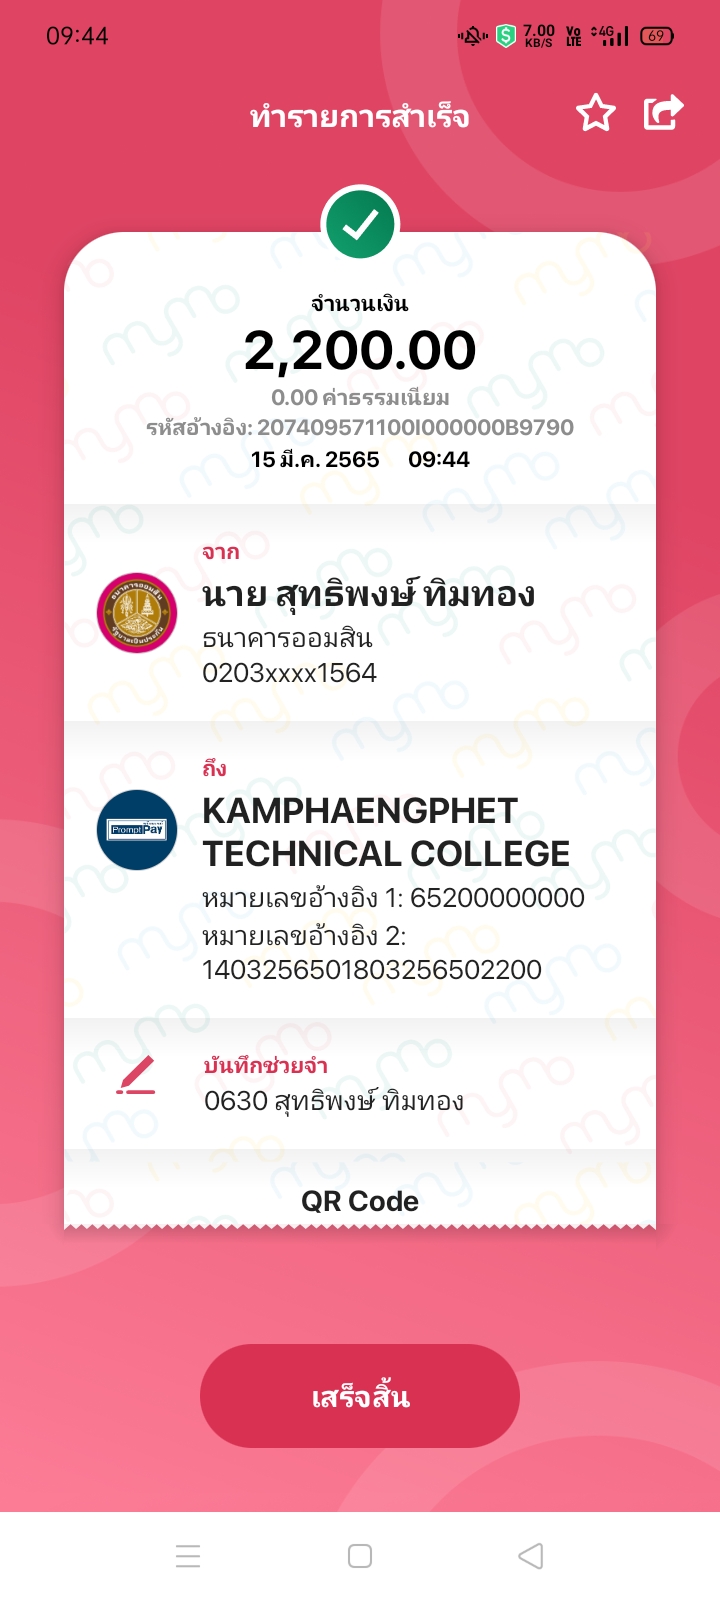 09:44
7.00
KB/S
Vo
LTE
4G
69
ทำรายการสำเร็จ
จำนวนเงิน
2,200.00
0.00 ค่าธรรมเนียม
รหัสอ้างอิง: 207409571100I000000B9790
15 มี.ค. 2565 09:44
จาก
นาย สุทธิพงษ์ ทิมทอง
ธนาคารออมสิน
0203xxxx1564
ถึง
PromptPay
KAMPHAENGPHET
TECHNICAL COLLEGE
หมายเลขอ้างอิง 1: 65200000000
หมายเลขอ้างอิง 2:
1403256501803256502200
บันทึกช่วยจำ
0630 สุทธิพงษ์ ทิมทอง
QR Code
เสร็จสิ้น